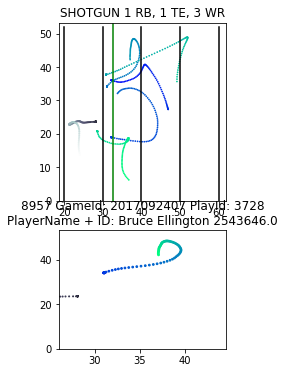 SHOTGUN 1 RB, 1 TE, 3 WR
50
40
30
20
10
0
20 30 40 50 60
8957 GameId: 2017092407 PlayId: 3728
PlayerName + ID: Bruce Ellington 2543646.0
40
20
0
30 35 40